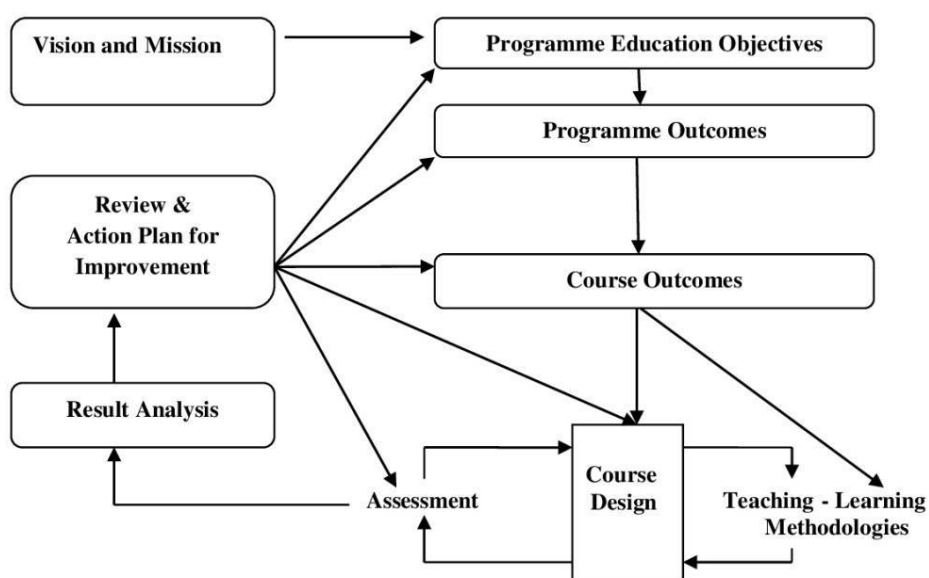 Vision and Mission
Programme Education Objectives
Programme Outcomes
Review &
Action Plan for
Improvement
Course Outcomes
Result Analysis
Assessment
Course
Design
Teaching - Learning
Methodologies